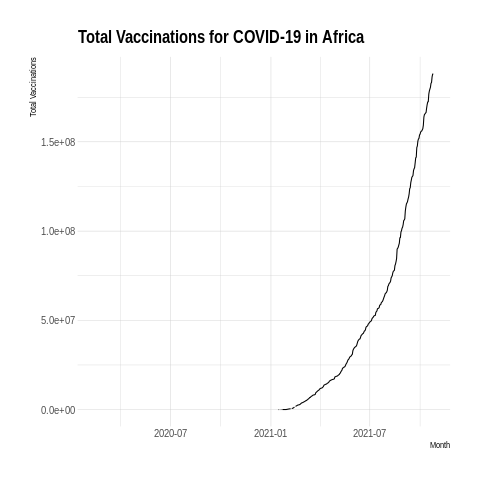 Total Vaccinations for COVID-19 in Africa
Total Vaccinations
1.5e+08
1.0e+08
5.0e+07
0.0e+00
2020-07 2021-01 2021-07
Month